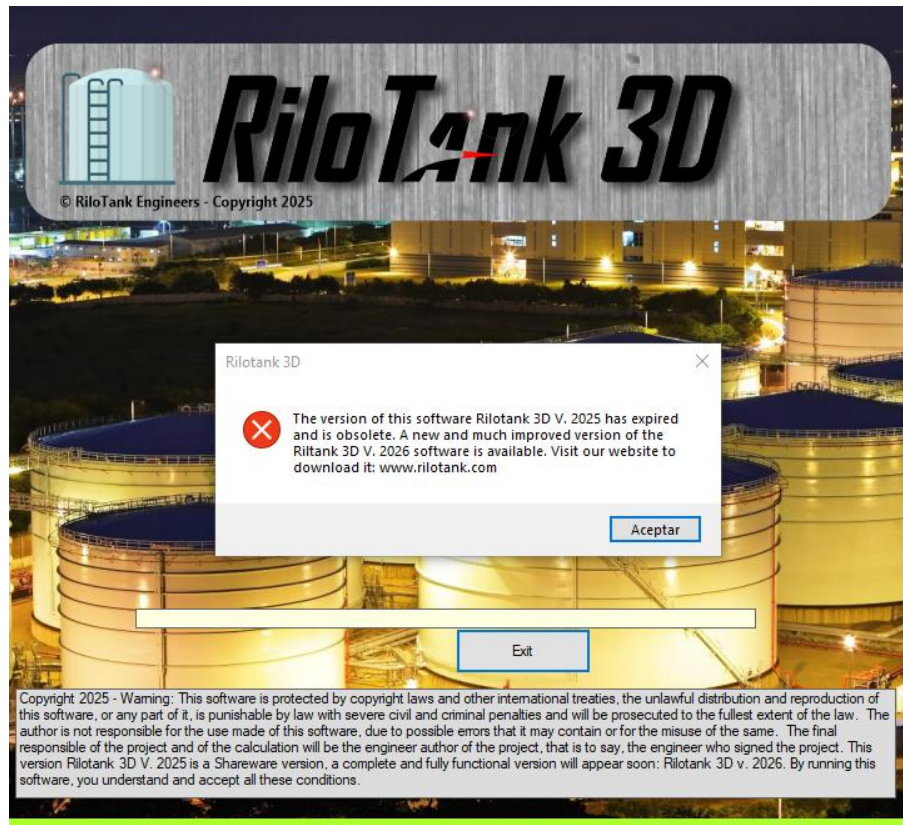 RiloTank 3D
© RiloTank Engineers - Copyright 2025
Rilotank 3D
The version of this software Rilotank 3D V. 2025 has expired
and is obsolete. A new and much improved version of the
Riltank 3D V. 2026 software is available. Visit our website to
download it: www.rilotank.com
Aceptar
Exit
Copyright 2025 - Warning: This software is protected by copyright laws and other international treaties, the unlawful distribution and reproduction of
this software, or any part of it, is punishable by law with severe civil and criminal penalties and will be prosecuted to the fullest extent of the law. The
author is not responsible for the use made of this software, due to possible errors that it may contain or for the misuse of the same. The final
responsible of the project and of the calculation will be the engineer author of the project, that is to say, the engineer who signed the project. This
version Rilotank 3D V. 2025 is a Shareware version, a complete and fully functional version will appear soon: Rilotank 3D v. 2026. By running this
software, you understand and accept all these conditions.